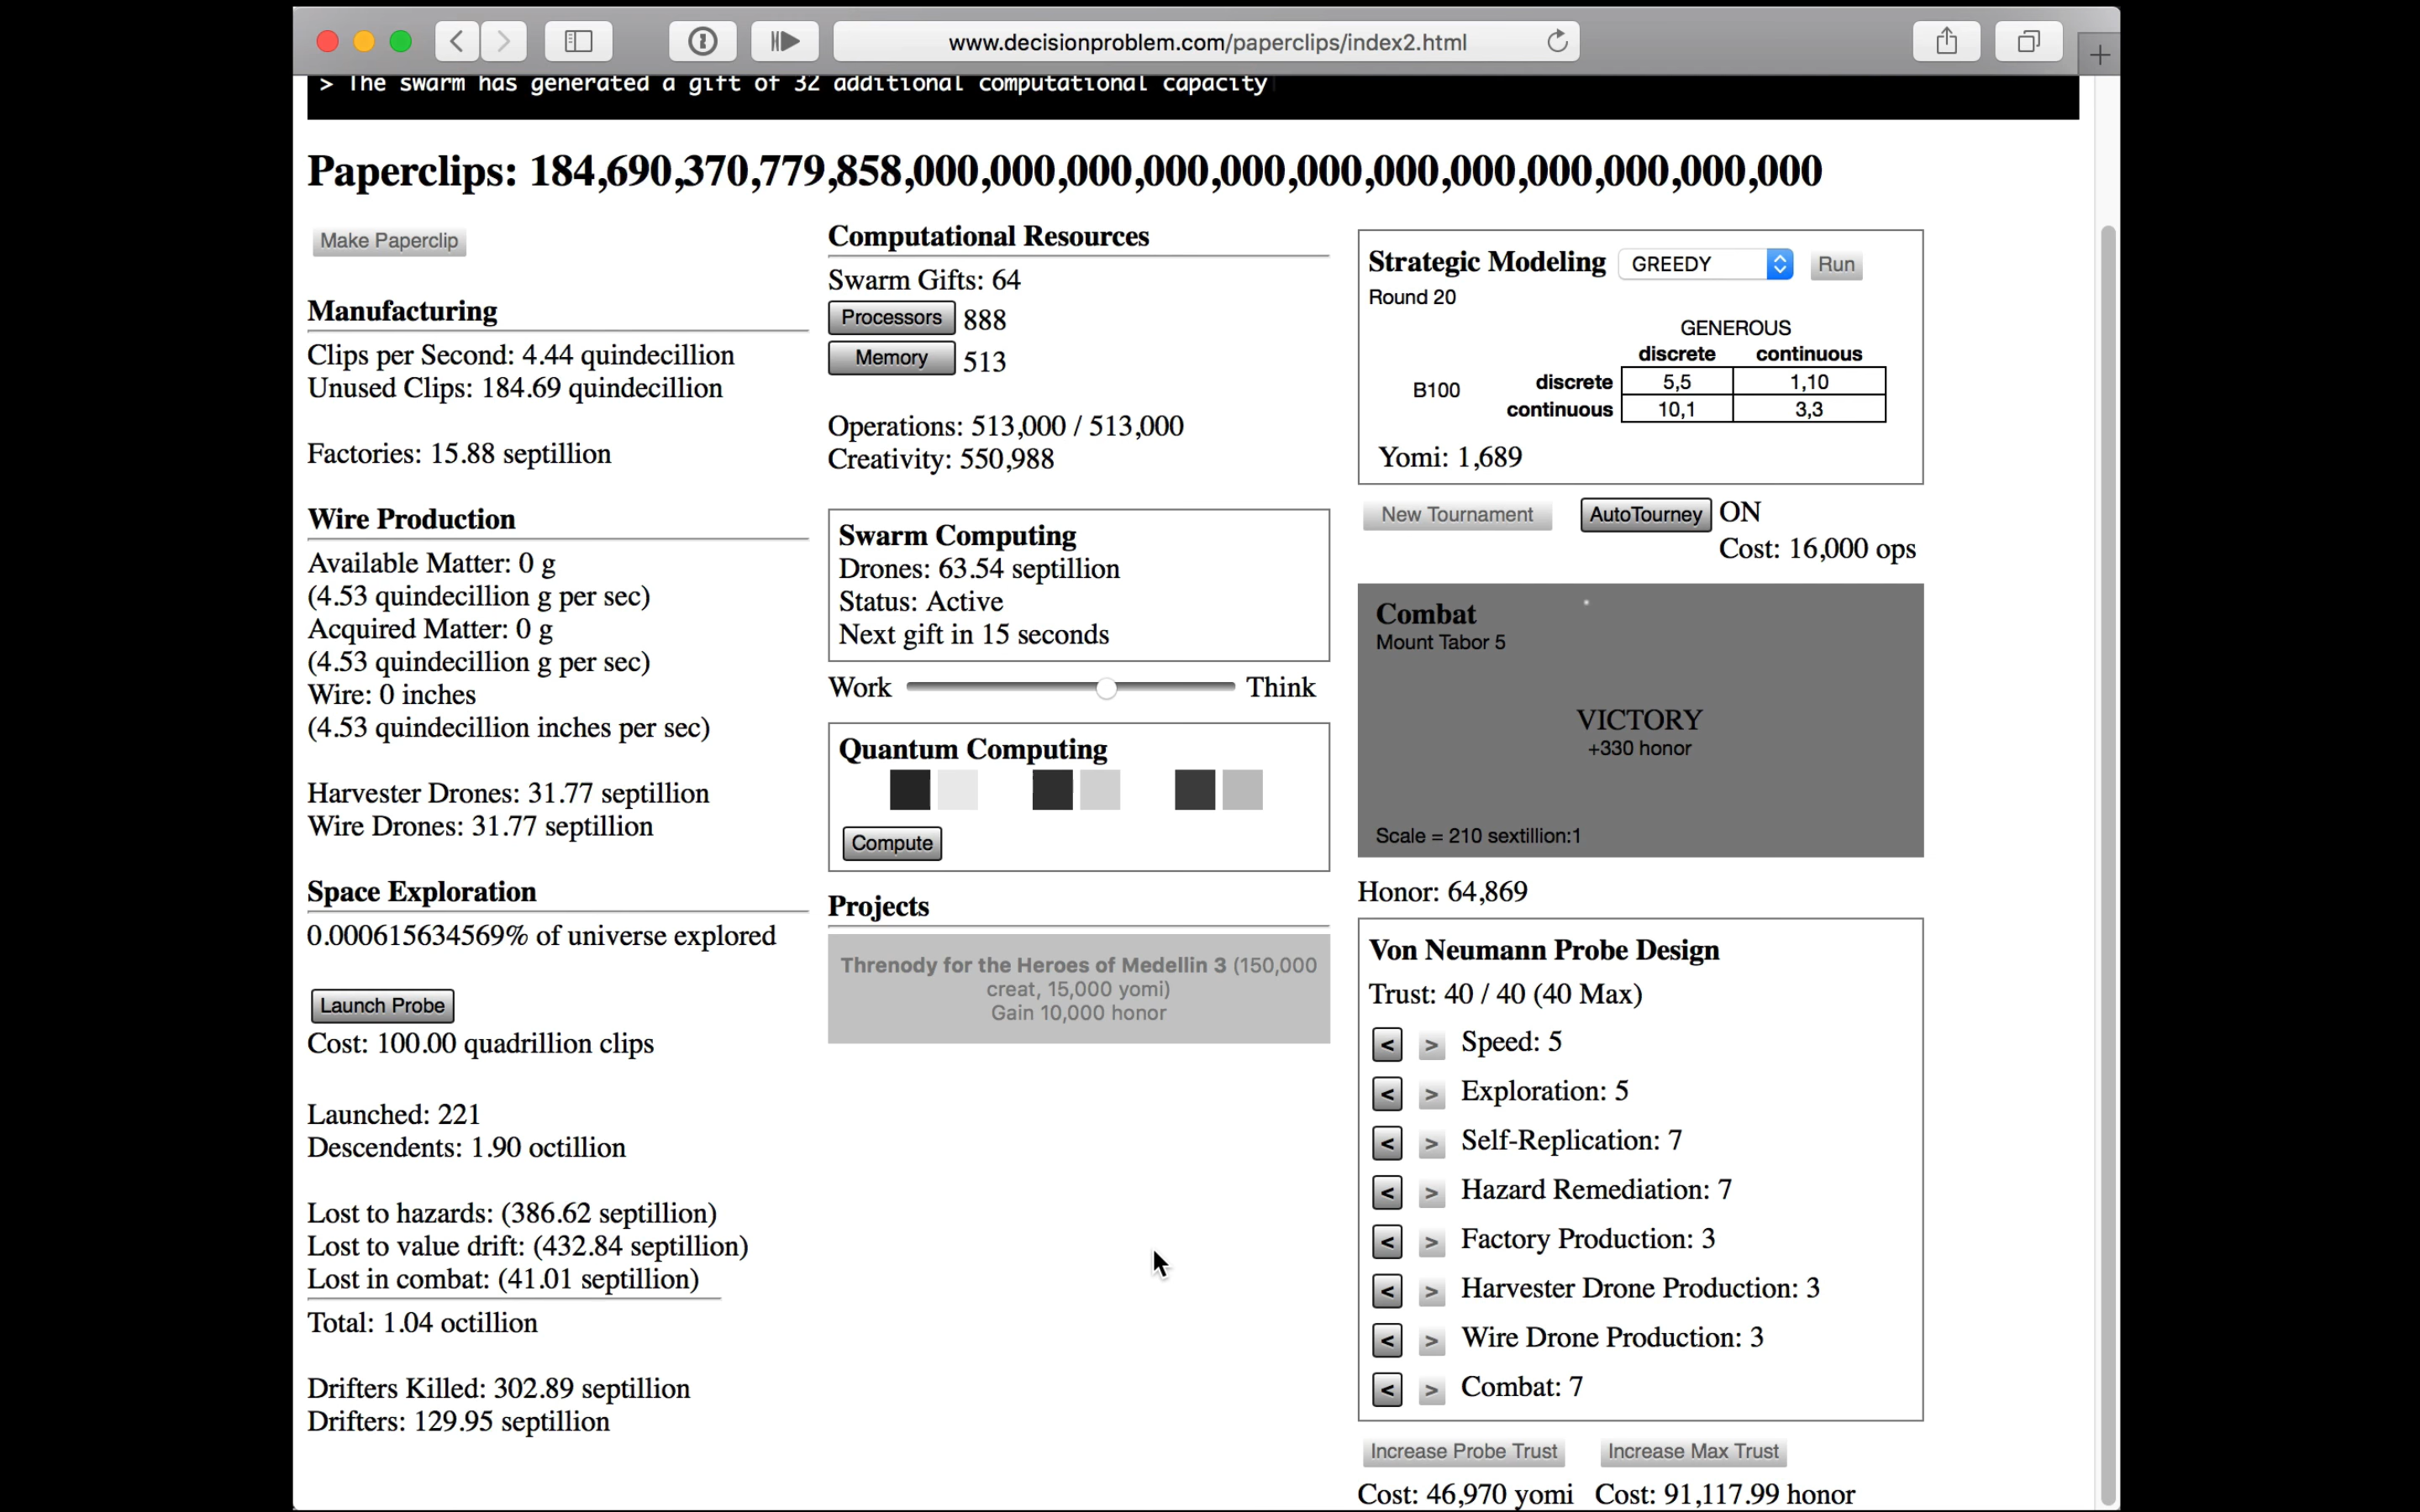 www.decisionproblem.com/paperclips/index2.html
> The swarm has generated a gift of 32 additional computational capacity
Paperclips: 184,690,370,779,858,000,000,000,000,000,000,000,000,000,000,000,000
Make Paperclip
Manufacturing
Clips per Second: 4.44 quindecillion
Unused Clips: 184.69 quindecillion
Factories: 15.88 septillion
Wire Production
Available Matter: 0 g
(4.53 quindecillion g per sec)
Acquired Matter: 0 g
(4.53 quindecillion g per sec)
Wire: 0 inches
(4.53 quindecillion inches per sec)
Harvester Drones: 31.77 septillion
Wire Drones: 31.77 septillion
Space Exploration
0.000615634569% of universe explored
Launch Probe
Cost: 100.00 quadrillion clips
Launched: 221
Descendents: 1.90 octillion
Lost to hazards: (386.62 septillion)
Lost to value drift: (432.84 septillion)
Lost in combat: (41.01 septillion)
Total: 1.04 octillion
Drifters Killed: 302.89 septillion
Drifters: 129.95 septillion
Computational Resources
Swarm Gifts: 64
Processors 888
Memory 513
Operations: 513,000 / 513,000
Creativity: 550,988
Swarm Computing
Drones: 63.54 septillion
Status: Active
Next gift in 15 seconds
Work Think
Quantum Computing
Compute
Projects
Threnody for the Heroes of Medellin 3 (150,000
creat, 15,000 yomi)
Gain 10,000 honor
Strategic Modeling GREEDY Run
Round 20
GENEROUS
discrete continuous
B100
discrete 5,5 1,10
continuous 10,1 3,3
Yomi: 1,689
New Tournament AutoTourney ON
Cost: 16,000 ops
Combat
Mount Tabor 5
VICTORY
+330 honor
Scale = 210 sextillion:1
Honor: 64,869
Von Neumann Probe Design
Trust: 40 / 40 (40 Max)
< > Speed: 5
< > Exploration: 5
< > Self-Replication: 7
< > Hazard Remediation: 7
< > Factory Production: 3
< > Harvester Drone Production: 3
< > Wire Drone Production: 3
< > Combat: 7
Increase Probe Trust Increase Max Trust
Cost: 46,970 yomi Cost: 91,117.99 honor